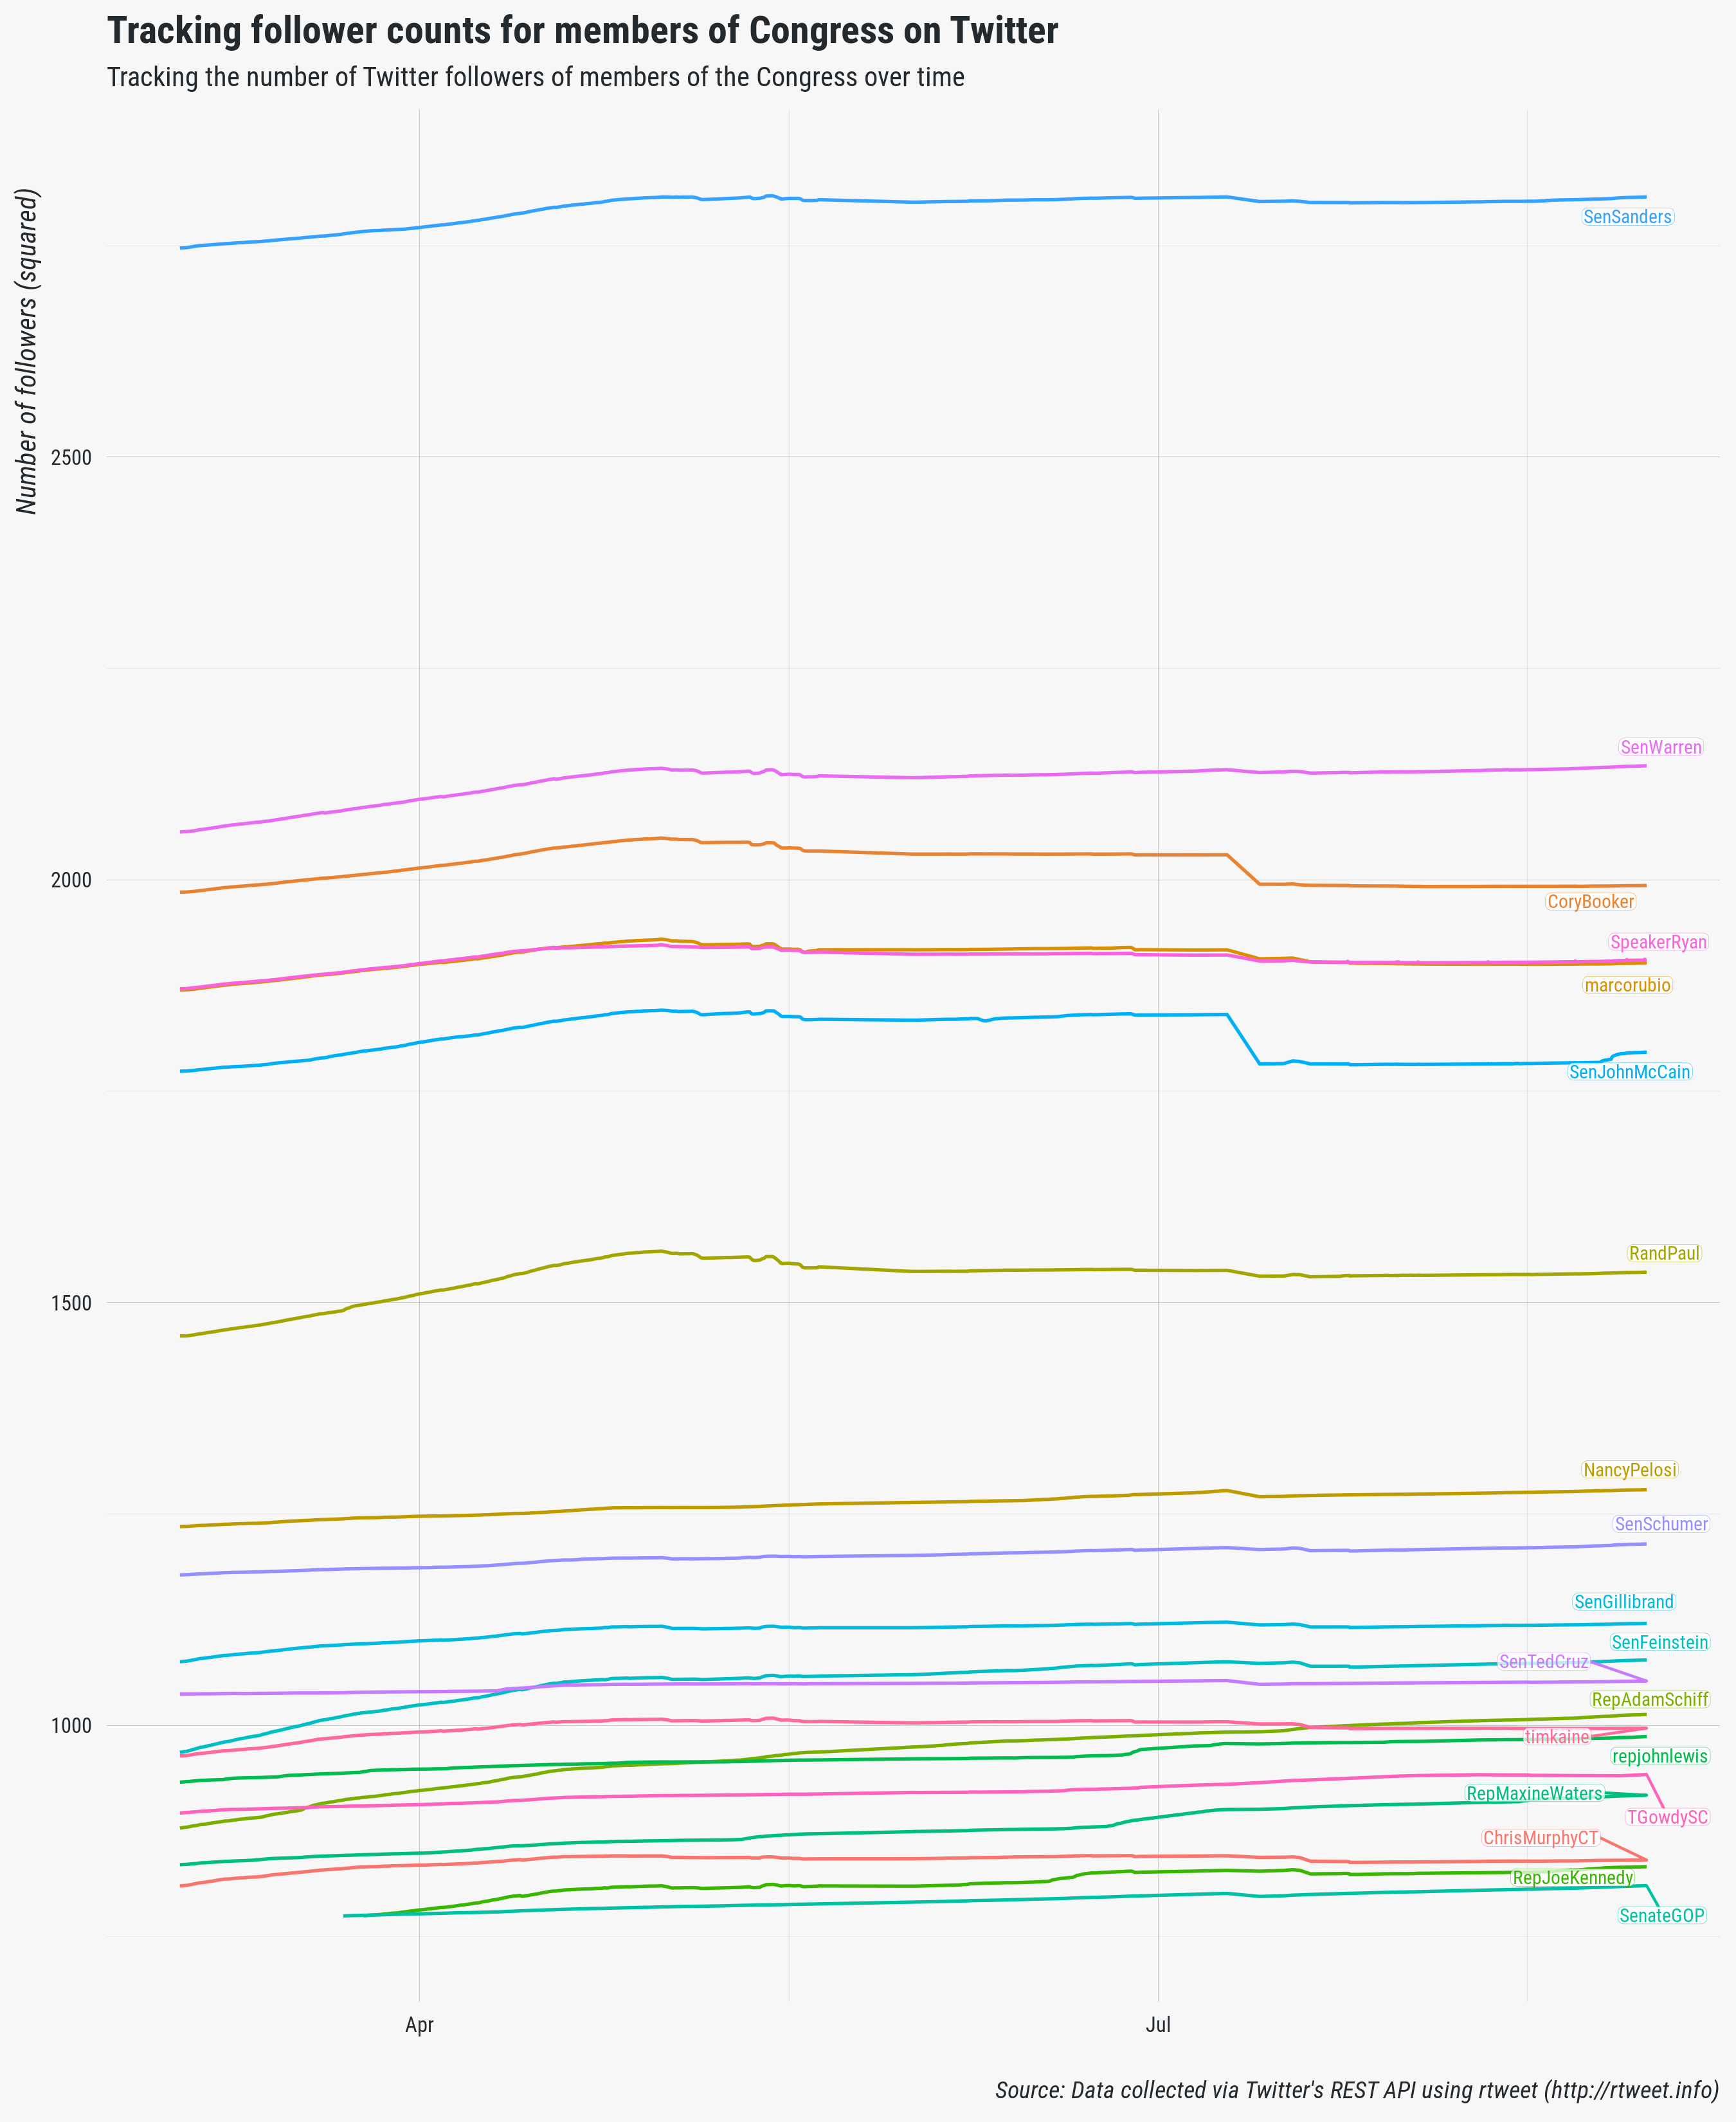 Tracking follower counts for members of Congress on Twitter
Tracking the number of Twitter followers of members of the Congress over time
Number of followers (squared)
SenSanders
2500
SenWarren
2000
CoryBooker
SpeakerRyan
marcorubio
SenJohnMcCain
RandPaul
1500
NancyPelosi
SenSchumer
SenGillibrand
SenFeinstein
SenTedCruz
RepAdamSchiff
1000
timkaine
repjohnlewis
RepMaxineWaters
TGowdySC
ChrisMurphyCT
RepJoeKennedy
SenateGOP
Apr
Jul
Source: Data collected via Twitter's REST API using rtweet (http://rtweet.info)